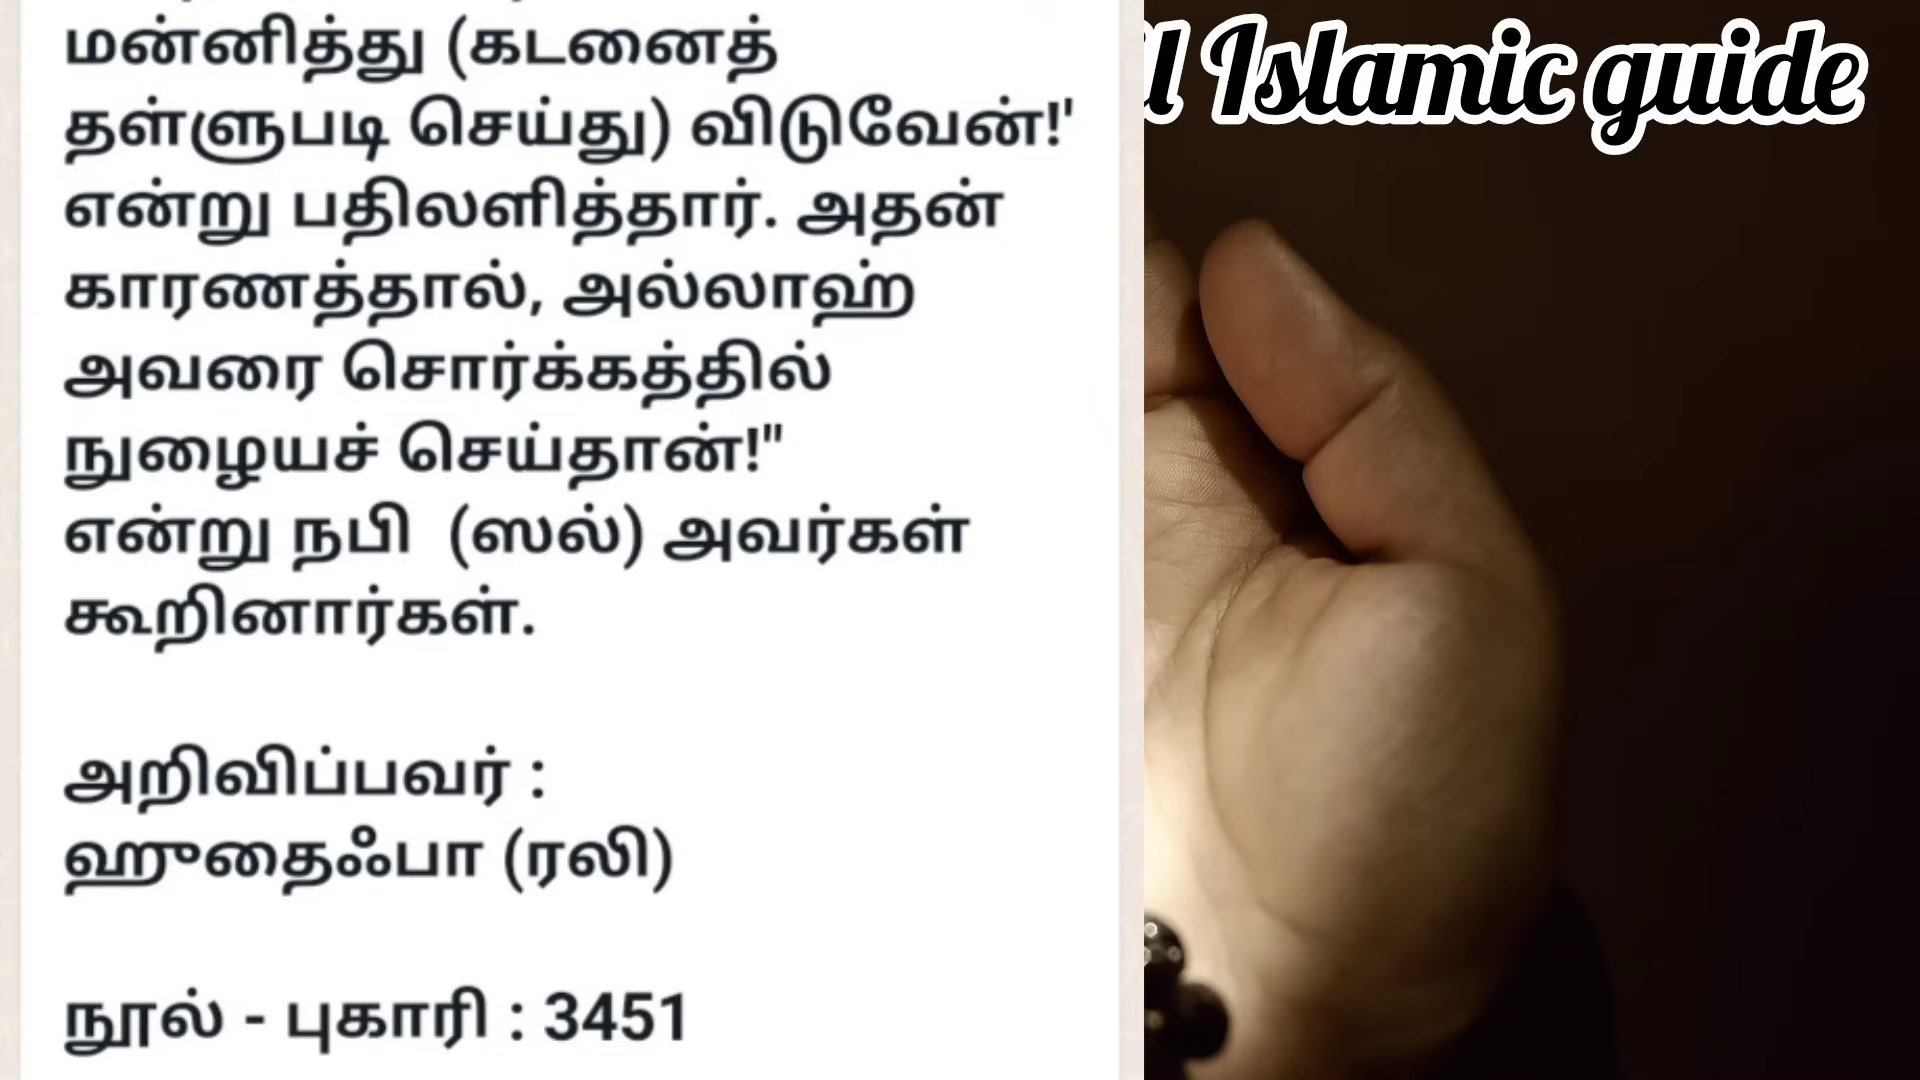 மன்னித்து (கடனைத்
தள்ளுபடி செய்து) விடுவேன்!'
என்று பதிலளித்தார். அதன்
காரணத்தால், அல்லாஹ்
அவரை சொர்க்கத்தில்
நுழையச் செய்தான்!"
என்று நபி (ஸல்) அவர்கள்
கூறினார்கள்.
அறிவிப்பவர் :
ஹுதைஃபா (ரலி)
நூல் - புகாரி : 3451
Islamic guide